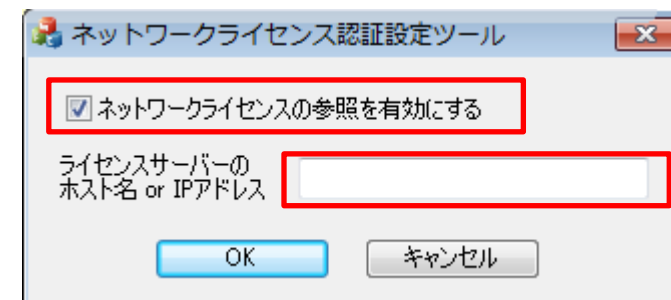 ネットワークライセンス認証設定ツール
ネットワークライセンスの参照を有効にする
ライセンスサーバーの
ホスト名 or IPアドレス
OK
キャンセル